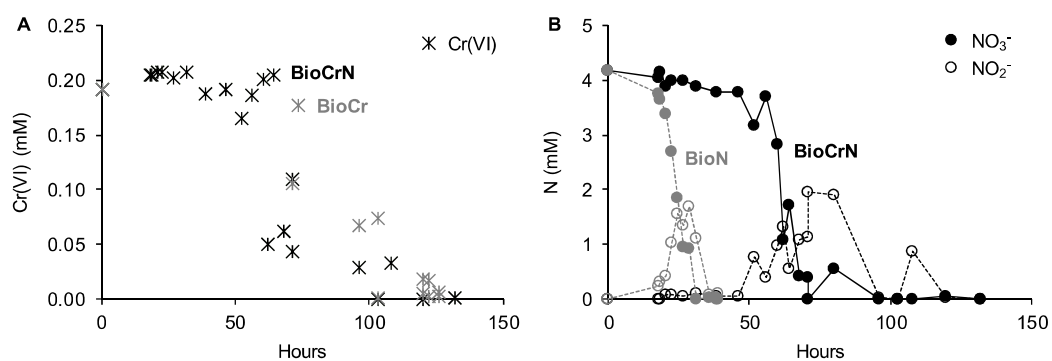 A
0.25
0.20
0.15
0.10
0.05
0.00
Cr(VI) (mM)
Cr(VI)
BioCrN
BioCr
0
50
100
150
Hours
B
5
4
3
2
1
0
N (mM)
NO₃⁻
NO₂⁻
BioN
BioCrN
0
50
100
150
Hours